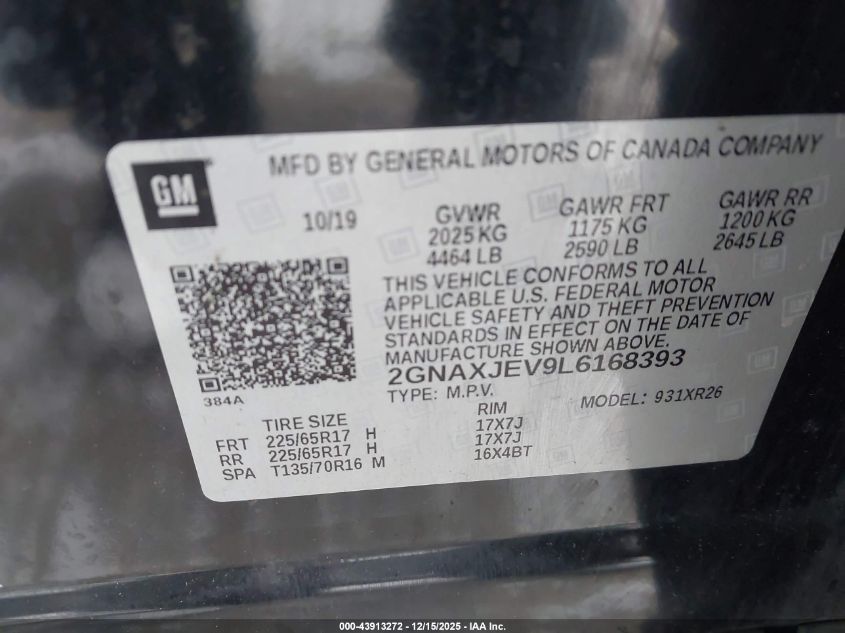 GM
MFD BY GENERAL MOTORS OF CANADA COMPANY
10/19
GVWR
2025 KG
4464 LB
GAWR FRT
1175 KG
2590 LB
GAWR RR
1200 KG
2645 LB
THIS VEHICLE CONFORMS TO ALL
APPLICABLE U.S. FEDERAL MOTOR
VEHICLE SAFETY AND THEFT PREVENTION
STANDARDS IN EFFECT ON THE DATE OF
MANUFACTURE SHOWN ABOVE.
2GNAXJEV9L6168393
TYPE: M.P.V. MODEL: 931XR26
384A
TIRE SIZE RIM
FRT 225/65R17 H 17X7J
RR 225/65R17 H 17X7J
SPA T135/70R16 M 16X4BT
000-43913272 - 12/15/2025 - IAA Inc.